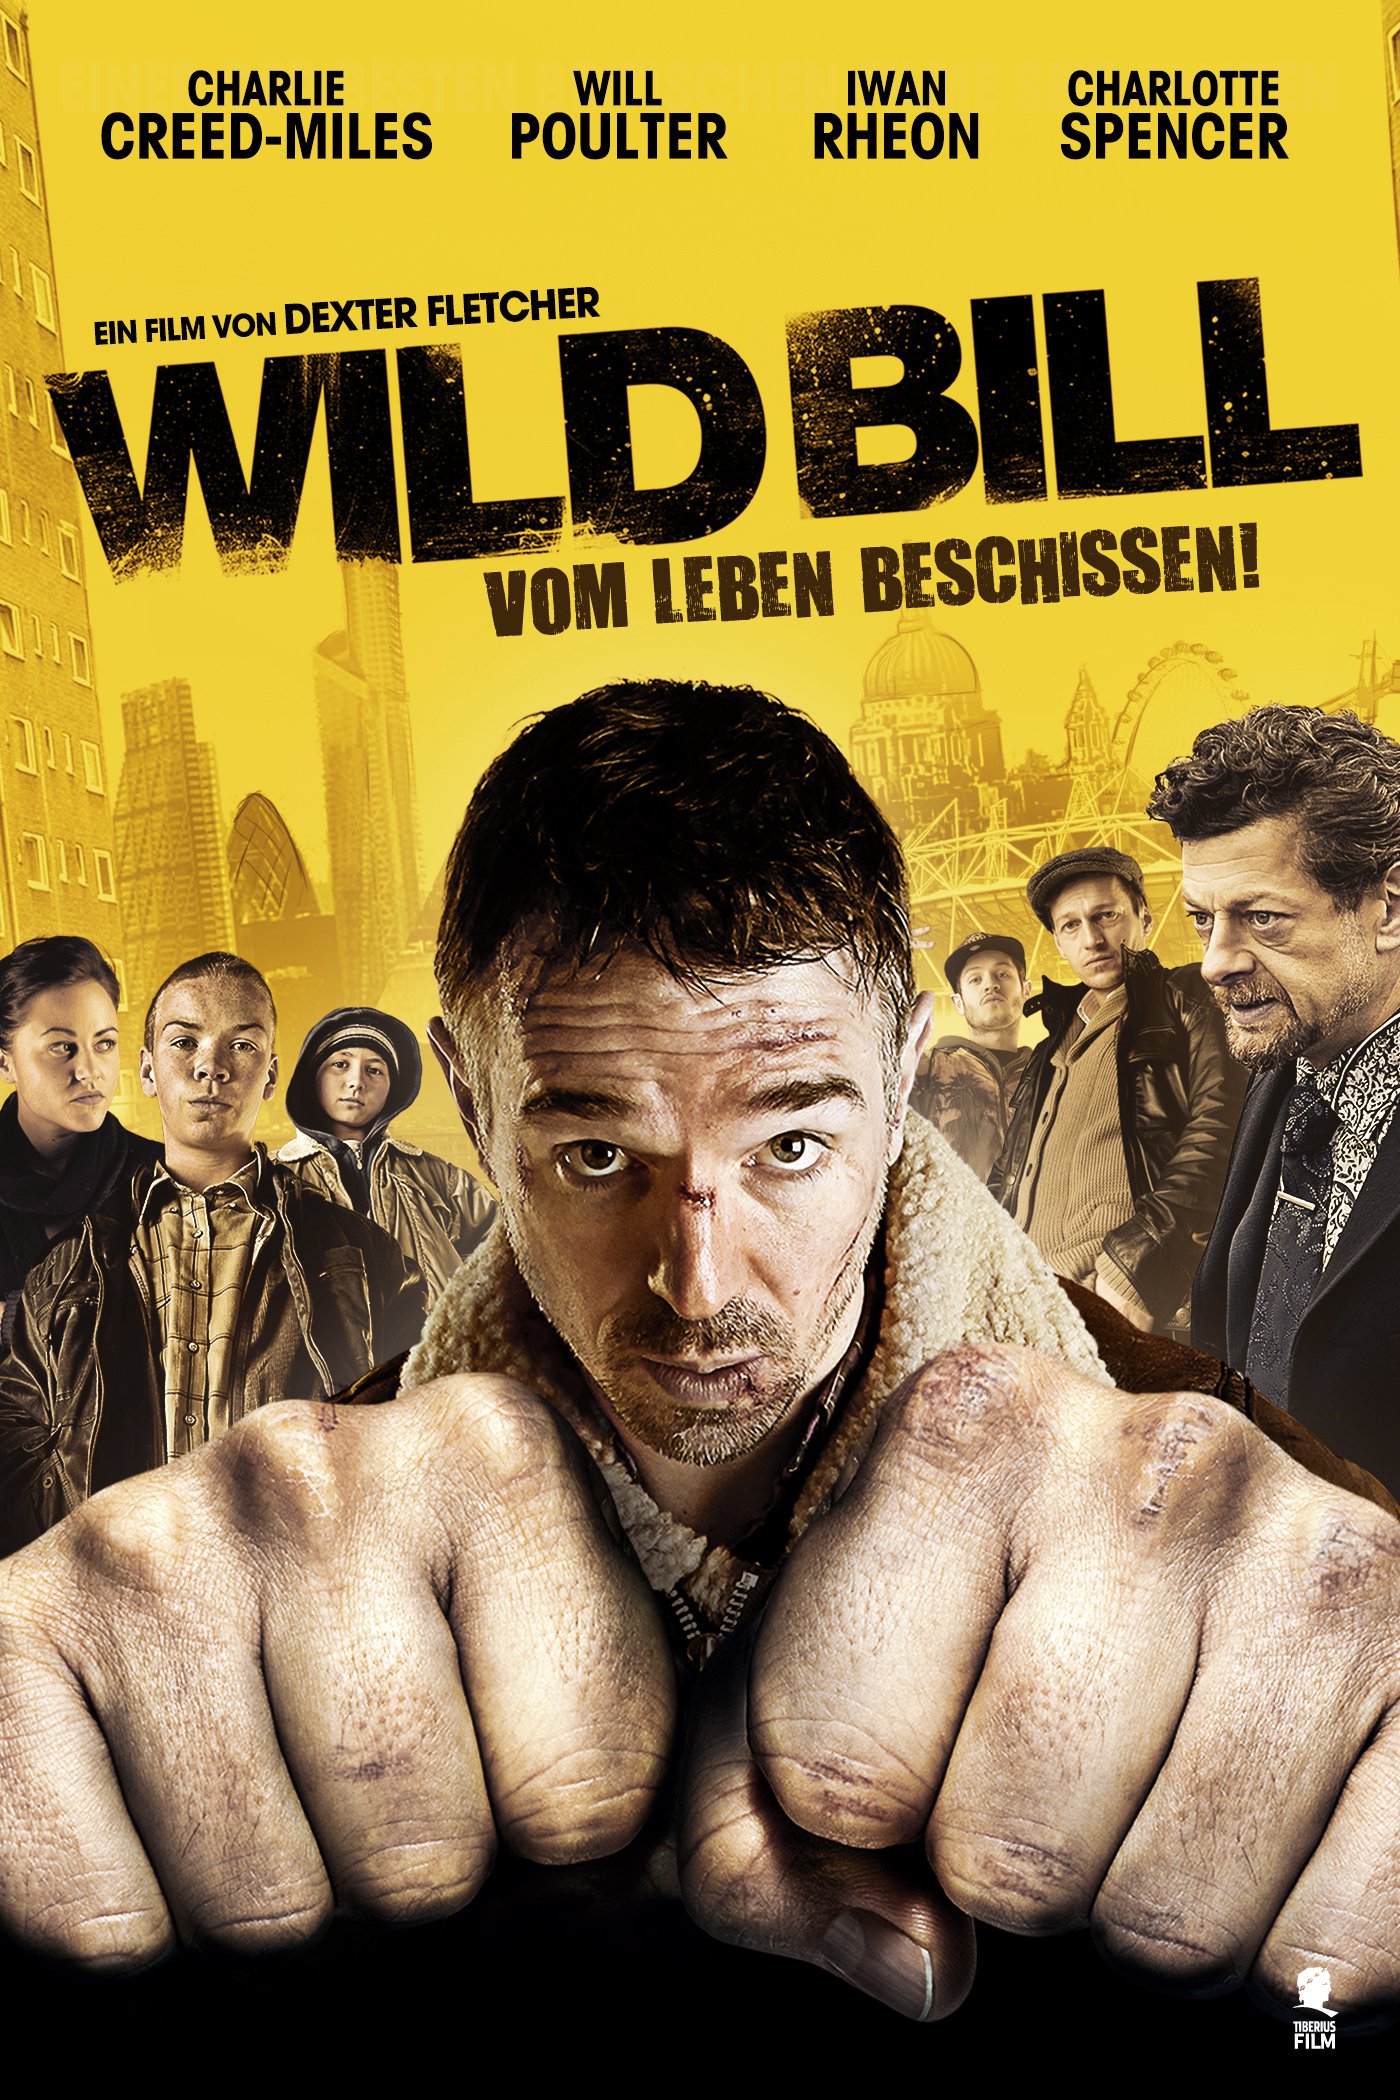 CHARLIE CREED-MILES
WILL POULTER
IWAN RHEON
CHARLOTTE SPENCER
EIN FILM VON DEXTER FLETCHER
WILD BILL
VOM LEBEN BESCHISSEN!
TIBERIUS
FILM